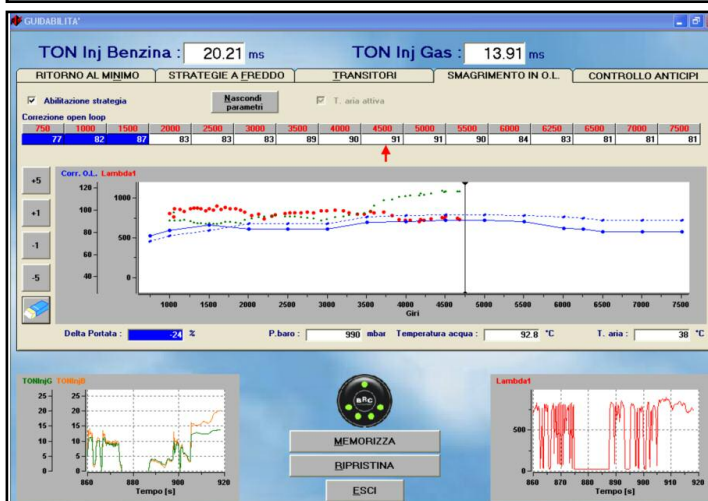 GUIDABILITA'
TON Inj Benzina : 20.21 ms TON Inj Gas : 13.91 ms
RITORNO AL MINIMO STRATEGIE A FREDDO TRANSITORI SMAGRIMENTO IN O.L. CONTROLLO ANTICIPI
Abilitazione strategia Nascondi parametri T. aria attiva
Correzione open loop
750 1000 1500 2000 2500 3000 3500 4000 4500 5000 5500 6000 6250 6500 7000 7500
77 82 87 83 83 83 89 90 91 91 90 84 83 81 81 81
+5
+1
-1
-5
Corr. O.L. Lambda1
120 100 80 60 40
1000 500 0
1000 1500 2000 2500 3000 3500 4000 4500 5000 5500 6000 6500 7000 7500
Giri
Delta Portata : -24 % P.baro : 990 mbar Temperatura acqua : 92.8 °C T. aria : 38 °C
TONInjG TONInjB
25 20 15 10 5 0
25 20 15 10 5 0
860 880 900 920
Tempo [s]
BRC
MEMORIZZA
RIPRISTINA
ESCI
Lambda1
500
0
860 870 880 890 900 910 920
Tempo [s]